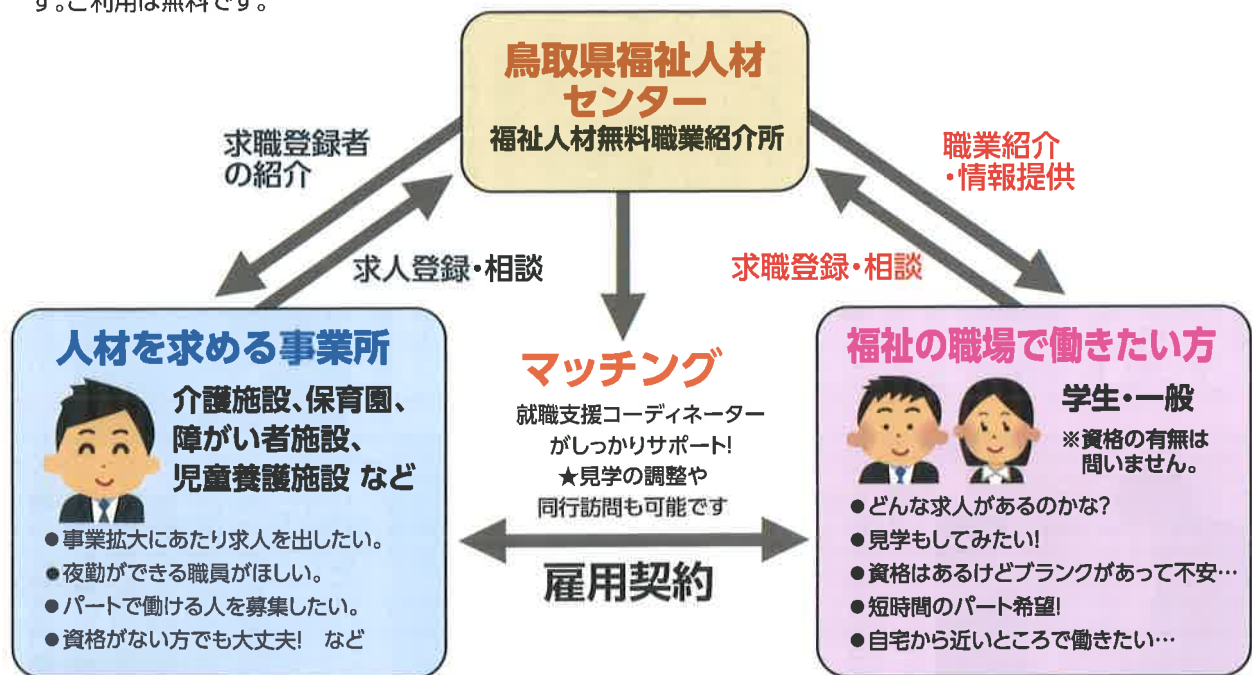 す。ご利用は無料です。
鳥取県福祉人材
センター
福祉人材無料職業紹介所
求職登録者
の紹介
職業紹介
・情報提供
求人登録・相談
求職登録・相談
人材を求める事業所
介護施設、保育園、
障がい者施設、
児童養護施設 など
●事業拡大にあたり求人を出したい。
●夜勤ができる職員がほしい。
●パートで働ける人を募集したい。
●資格がない方でも大丈夫! など
マッチング
就職支援コーディネーター
がしっかりサポート!
★見学の調整や
同行訪問も可能です
雇用契約
福祉の職場で働きたい方
学生・一般
※資格の有無は
問いません。
●どんな求人があるのかな?
●見学もしてみたい!
●資格はあるけどブランクがあって不安…
●短時間のパート希望!
●自宅から近いところで働きたい…